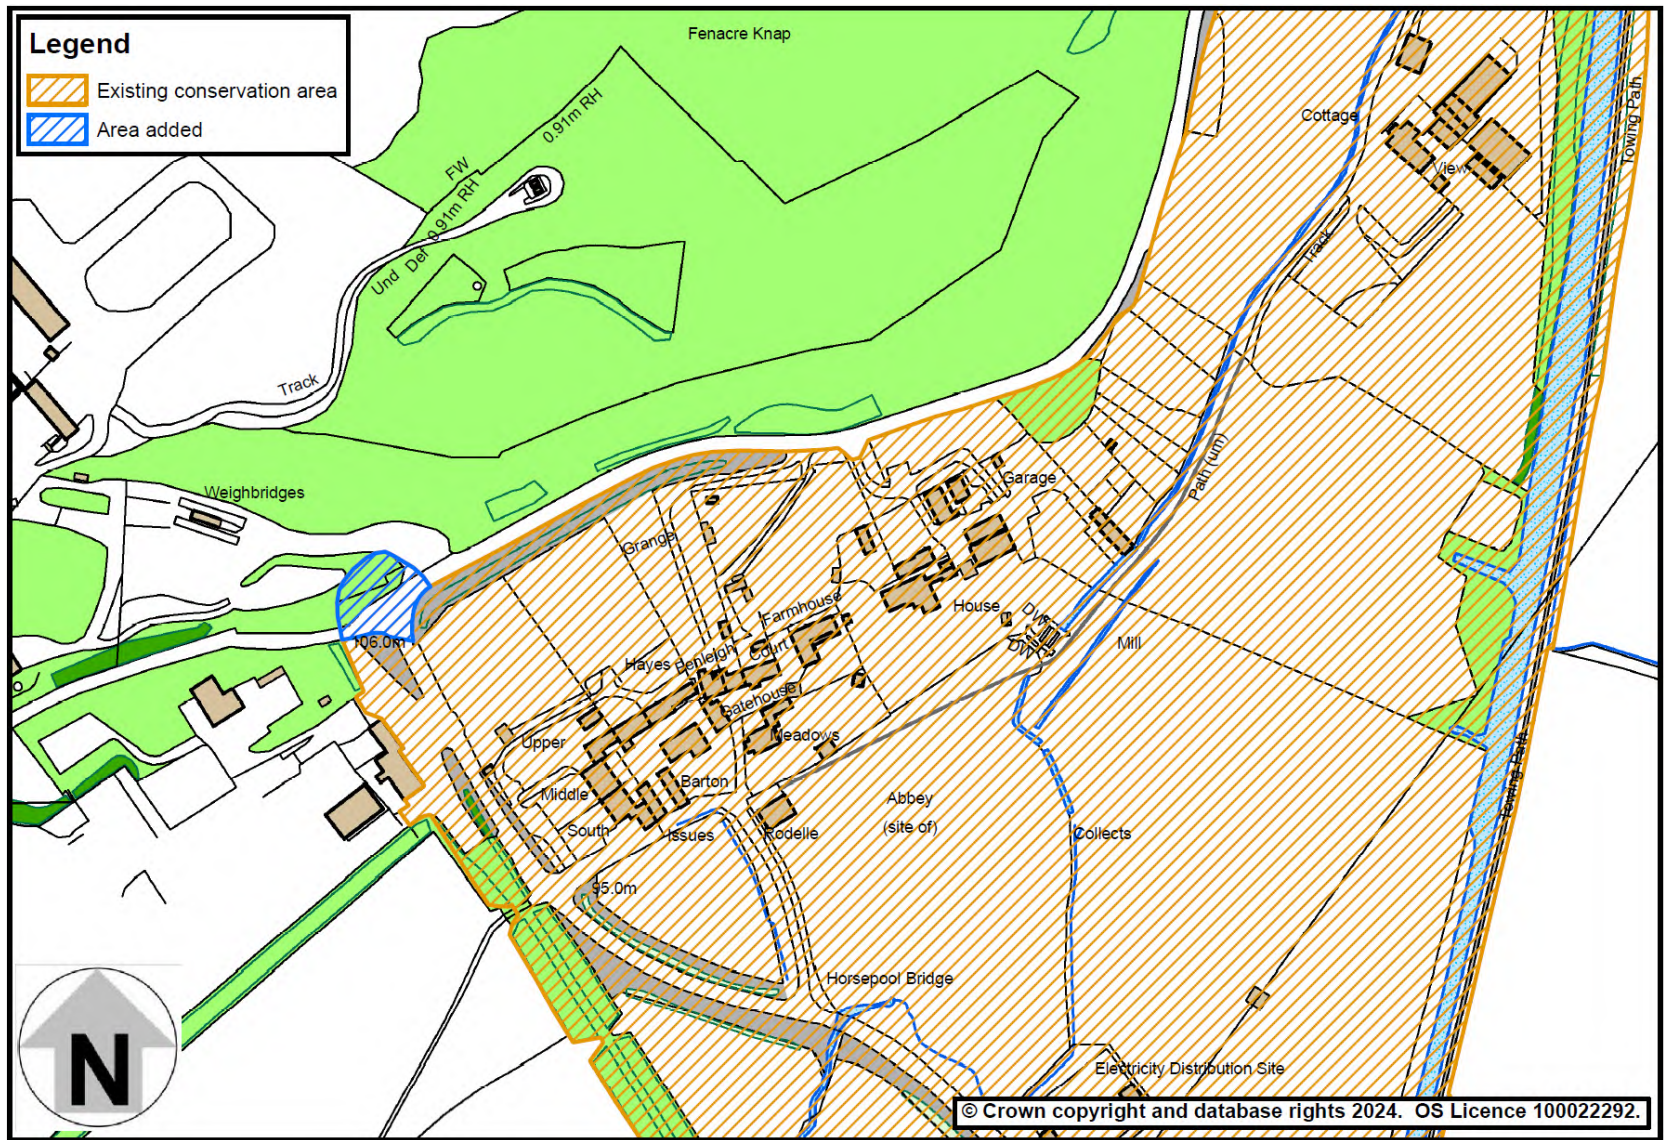 Legend
Existing conservation area
Area added
Fenacre Knap
Towing Path
Cottage
View
0.91m RH
FW
0.91m RH
Def
Und
Track
Track
Path (um)
Weighbridges
Garage
Grange
Farmhouse
House
DW
DW
Mill
106.0m
Hayes
Penleigh
Court
Gatehouse
Upper
Meadows
Middle
Barton
Abbey
(site of)
South
Issues
Rodelle
Collects
Towing Path
95.0m
Horsepool Bridge
Electricity Distribution Site
N
© Crown copyright and database rights 2024. OS Licence 100022292.